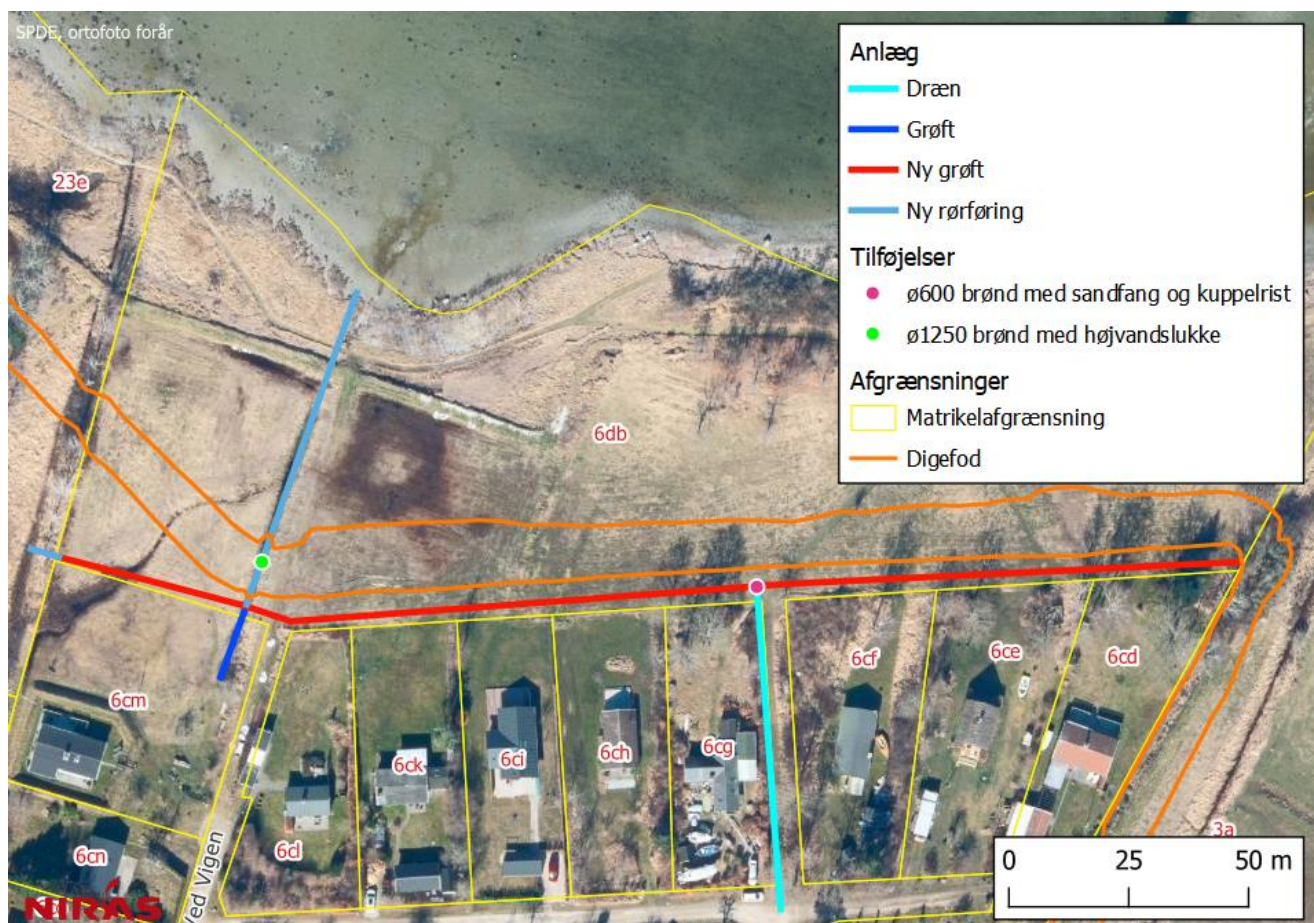 SPDE, ortofoto forår
Anlæg
Dræn
Grøft
Ny grøft
Ny rørføring
Tilføjelser
ø600 brønd med sandfang og kuppelrist
ø1250 brønd med højvandslukke
Afgrænsninger
Matrikelafgrænsning
Digefod
23e
6db
6cm
6cl
6ck
6ci
6ch
6cg
6cf
6ce
6cd
3a
6cn
Ved Vigen
0 25 50 m
NIRAS